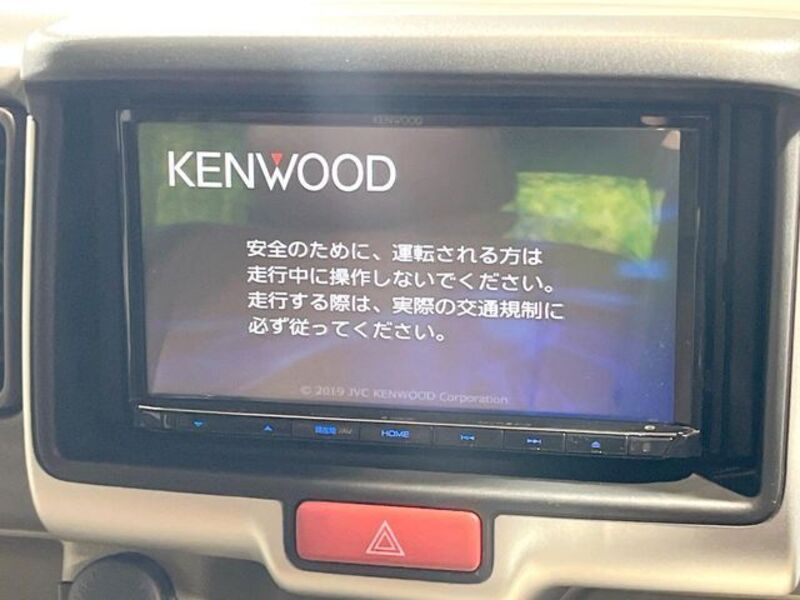 KENWOOD
KENWOOD
安全のために、運転される方は
走行中に操作しないでください。
走行する際は、実際の交通規制に
必ず従ってください。
© 2019 JVC KENWOOD Corporation
現在地 HOME